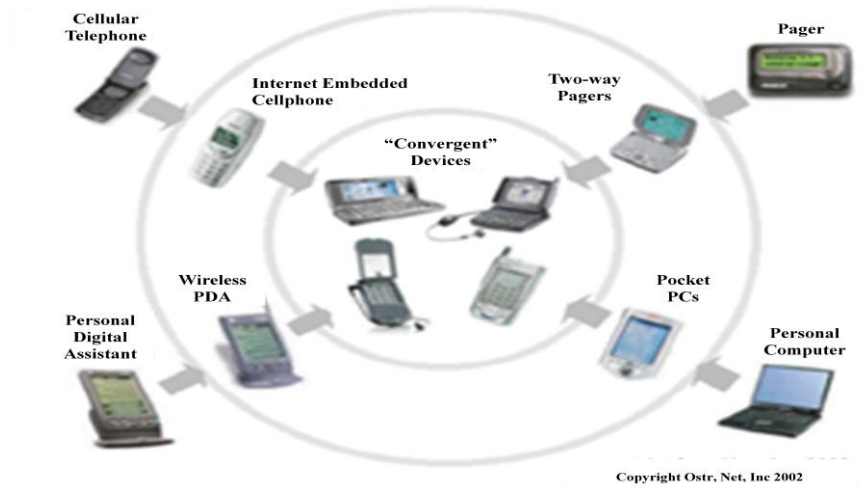 Cellular
Telephone
Pager
Internet Embedded
Cellphone
Two-way
Pagers
“Convergent”
Devices
Wireless
PDA
Pocket
PCs
Personal
Digital
Assistant
Personal
Computer
Copyright Ostr, Net, Inc 2002